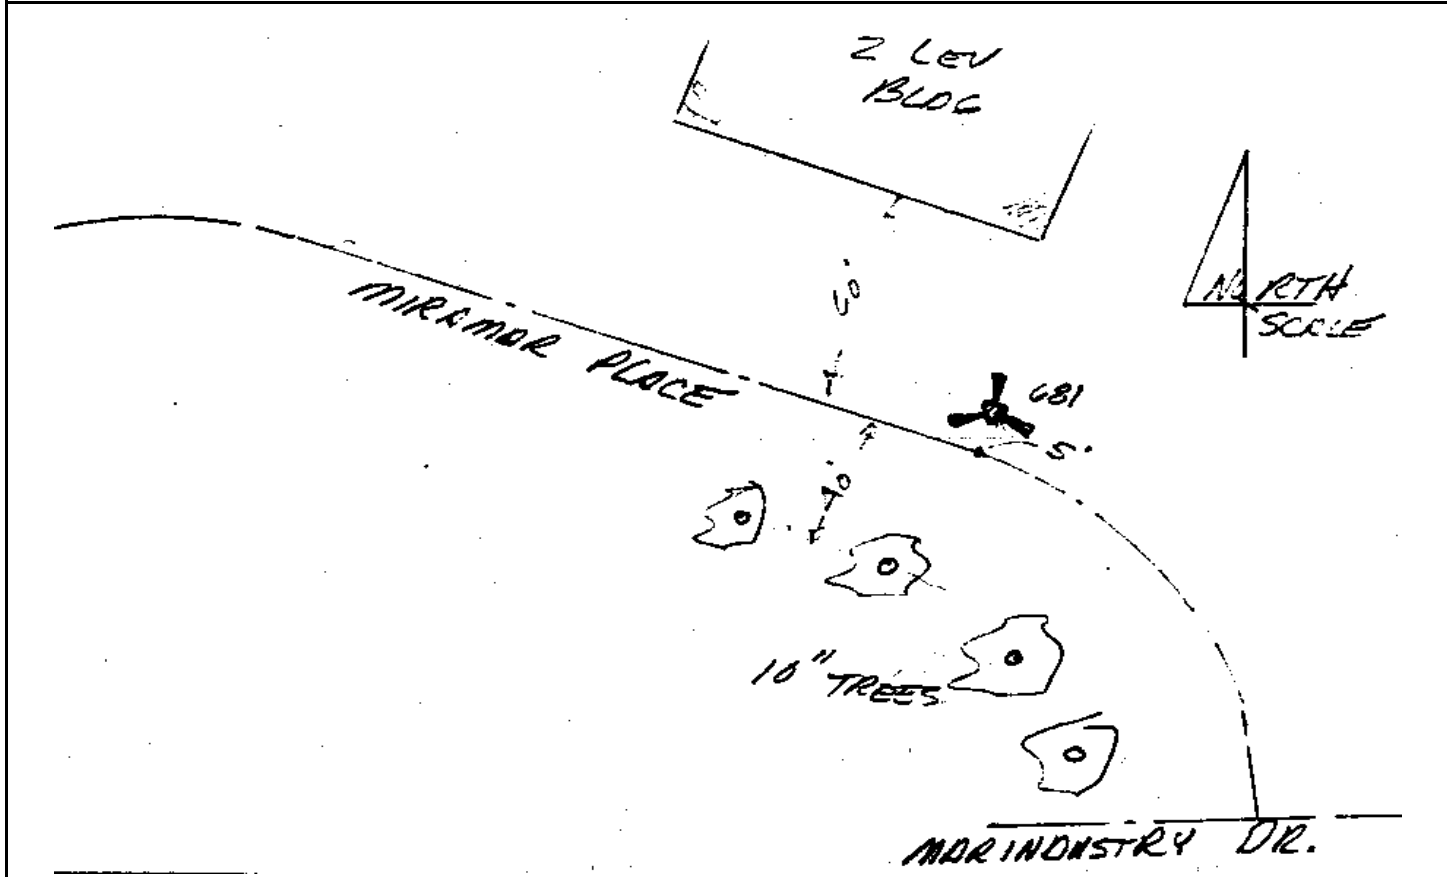 2 LEV
BLDG
NORTH
SCALE
60'
MIRAMAR PLACE
681
5'
40'
10" TREES
MARINDUSTRY DR.